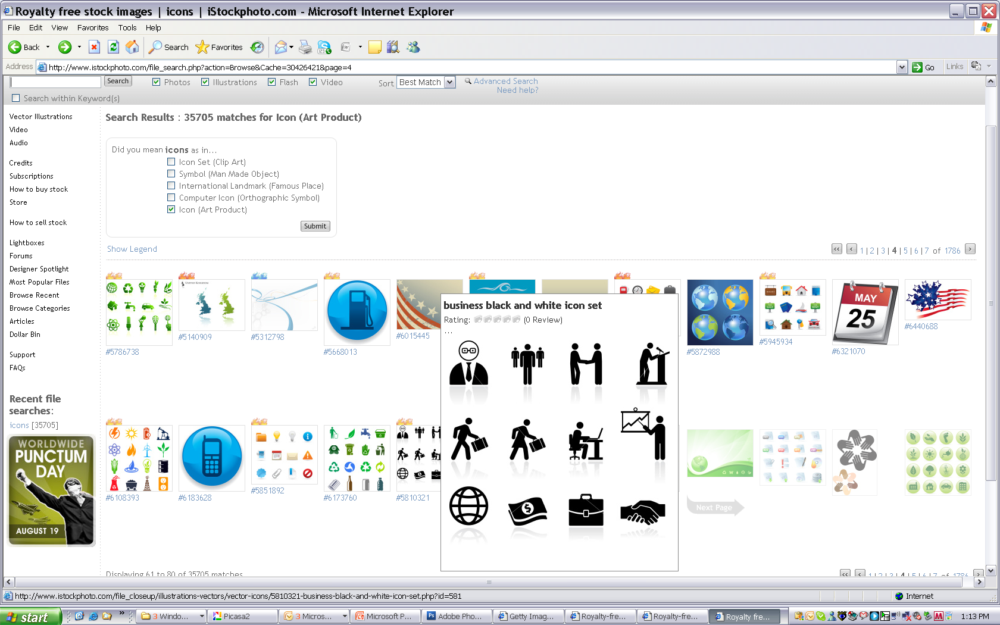 Royalty free stock images | icons | iStockphoto.com - Microsoft Internet Explorer
File Edit View Favorites Tools Help
Back Search Favorites
Address http://www.istockphoto.com/file_search.php?action=Browse&Cache=30426421&page=4 Go Links
Search Photos Illustrations Flash Video Sort Best Match Advanced Search
Need help?
Search within Keyword(s)
Vector Illustrations
Video
Audio
Credits
Subscriptions
How to buy stock
Store
How to sell stock
Lightboxes
Forums
Designer Spotlight
Most Popular Files
Browse Recent
Browse Categories
Articles
Dollar Bin
Support
FAQs
Recent file
searches:
icons [35705]
WORLDWIDE
PUNCTUM
DAY
AUGUST 19
Search Results : 35705 matches for Icon (Art Product)
Did you mean icons as in...
Icon Set (Clip Art)
Symbol (Man Made Object)
International Landmark (Famous Place)
Computer Icon (Orthographic Symbol)
Icon (Art Product)
Submit
Show Legend
<< < 1 | 2 | 3 | 4 | 5 | 6 | 7 of 1786 >
UNITED KINGDOM
MAY
25
#5786738
#5140909
#5312798
#5668013
#6015445
#5872988
#5945934
#6321070
#6440688
business black and white icon set
Rating: (0 Review)
...
$
#6108393
#6183628
#5851892
#6173760
#5810321
Next Page
Displaying 61 to 80 of 35705 matches
<< < 1 | 2 | 3 | 4 | 5 | 6 | 7 of 1786 >
http://www.istockphoto.com/file_closeup/illustrations-vectors/vector-icons/5810321-business-black-and-white-icon-set.php?id=581
Internet
start
3 Windo...
Picasa2
3 Micros...
Microsoft P...
Adobe Pho...
Getty Imag...
Royalty-fre...
Royalty-fre...
Royalty fre...
1:13 PM